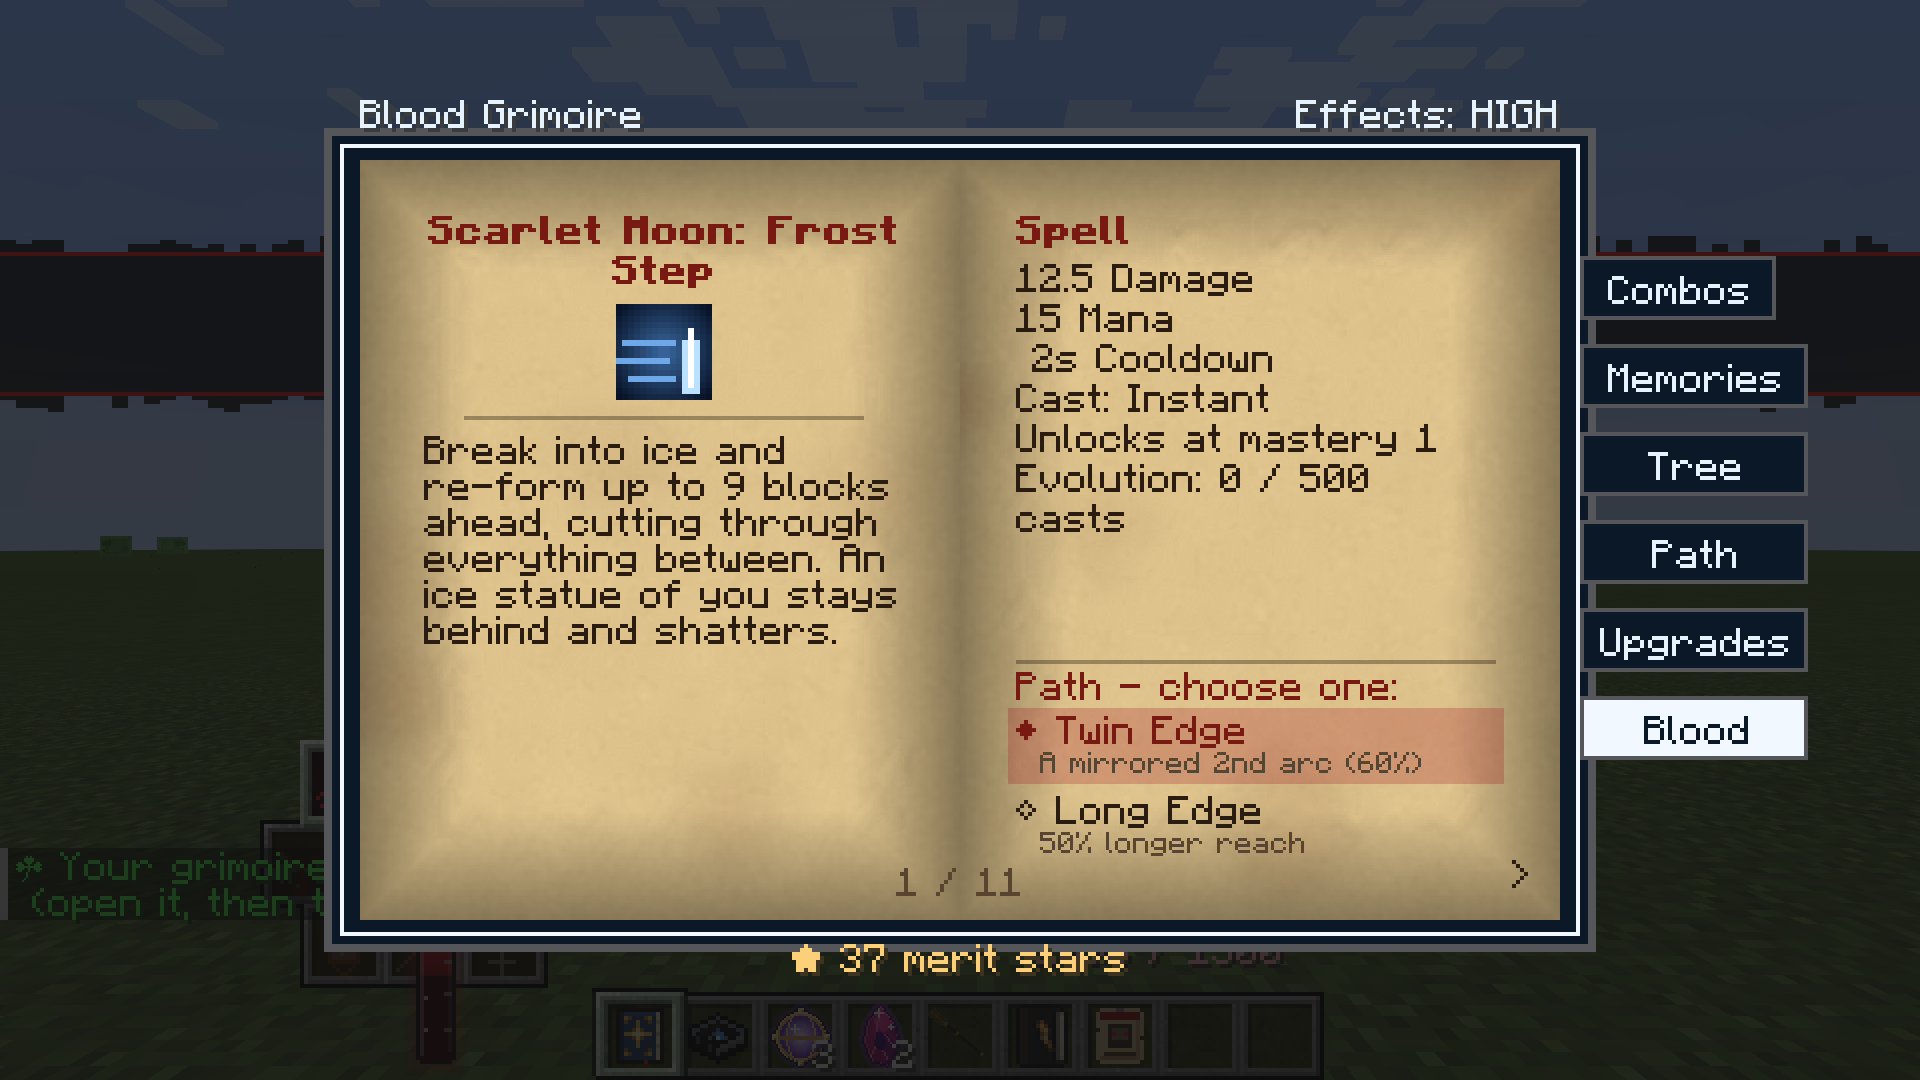 Blood Grimoire
Effects: HIGH
Scarlet Moon: Frost
Step
Break into ice and
re-form up to 9 blocks
ahead, cutting through
everything between. An
ice statue of you stays
behind and shatters.
Spell
12.5 Damage
15 Mana
2s Cooldown
Cast: Instant
Unlocks at mastery 1
Evolution: 0 / 500
casts
Path - choose one:
Twin Edge
A mirrored 2nd arc (60%)
Long Edge
50% longer reach
1 / 11
>
Combos
Memories
Tree
Path
Upgrades
Blood
Your grimoire
(open it, then
37 merit stars
/ 1500
3
2